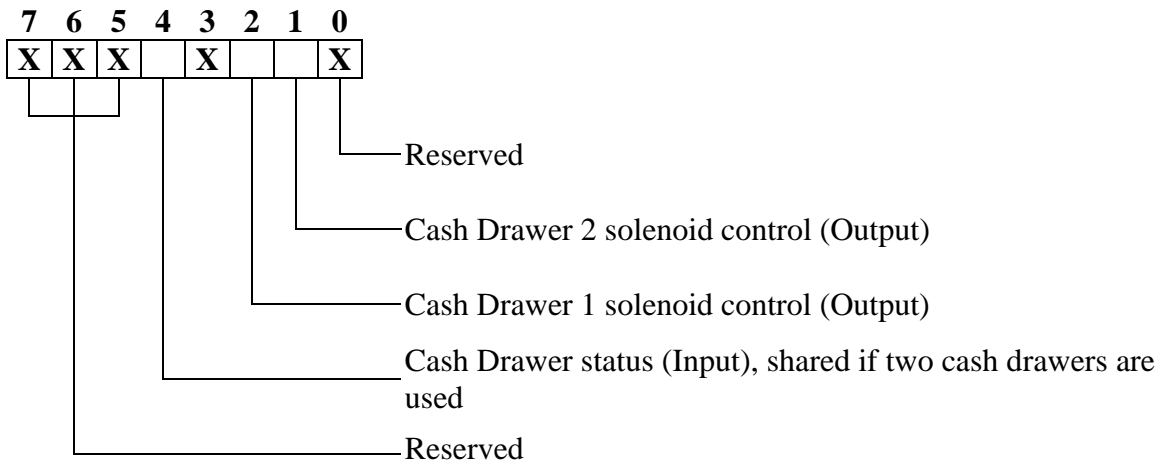 7 6 5 4 3 2 1 0
X X X X X
Reserved
Cash Drawer 2 solenoid control (Output)
Cash Drawer 1 solenoid control (Output)
Cash Drawer status (Input), shared if two cash drawers are
used
Reserved